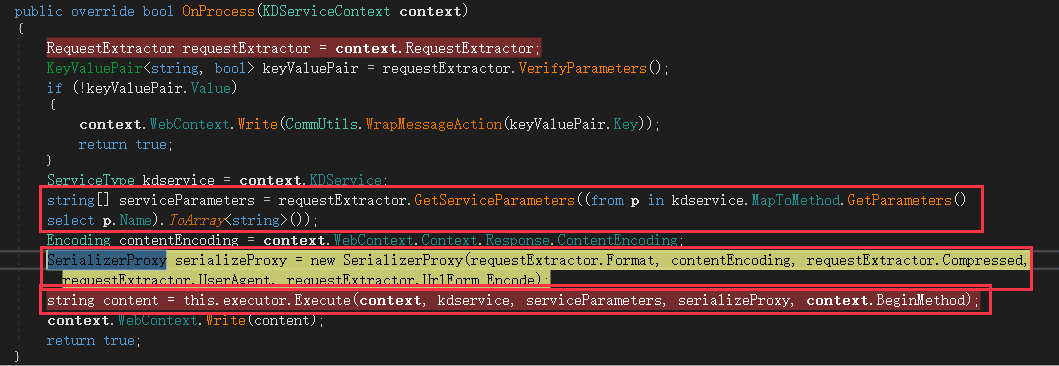 public override bool OnProcess(KDServiceContext context)
{
RequestExtractor requestExtractor = context.RequestExtractor;
KeyValuePair<string, bool> keyValuePair = requestExtractor.VerifyParameters();
if (!keyValuePair.Value)
{
context.WebContext.Write(CommUtils.WrapMessageAction(keyValuePair.Key));
return true;
}
ServiceType kdservice = context.KDService;
string[] serviceParameters = requestExtractor.GetServiceParameters((from p in kdservice.MapToMethod.GetParameters()
select p.Name).ToArray<string>());
Encoding contentEncoding = context.WebContext.Context.Response.ContentEncoding;
SerializerProxy serializeProxy = new SerializerProxy(requestExtractor.Format, contentEncoding, requestExtractor.Compressed,
requestExtractor.UserAgent, requestExtractor.UrlForm_Encode);
string content = this.executor.Execute(context, kdservice, serviceParameters, serializeProxy, context.BeginMethod);
context.WebContext.Write(content);
return true;
}